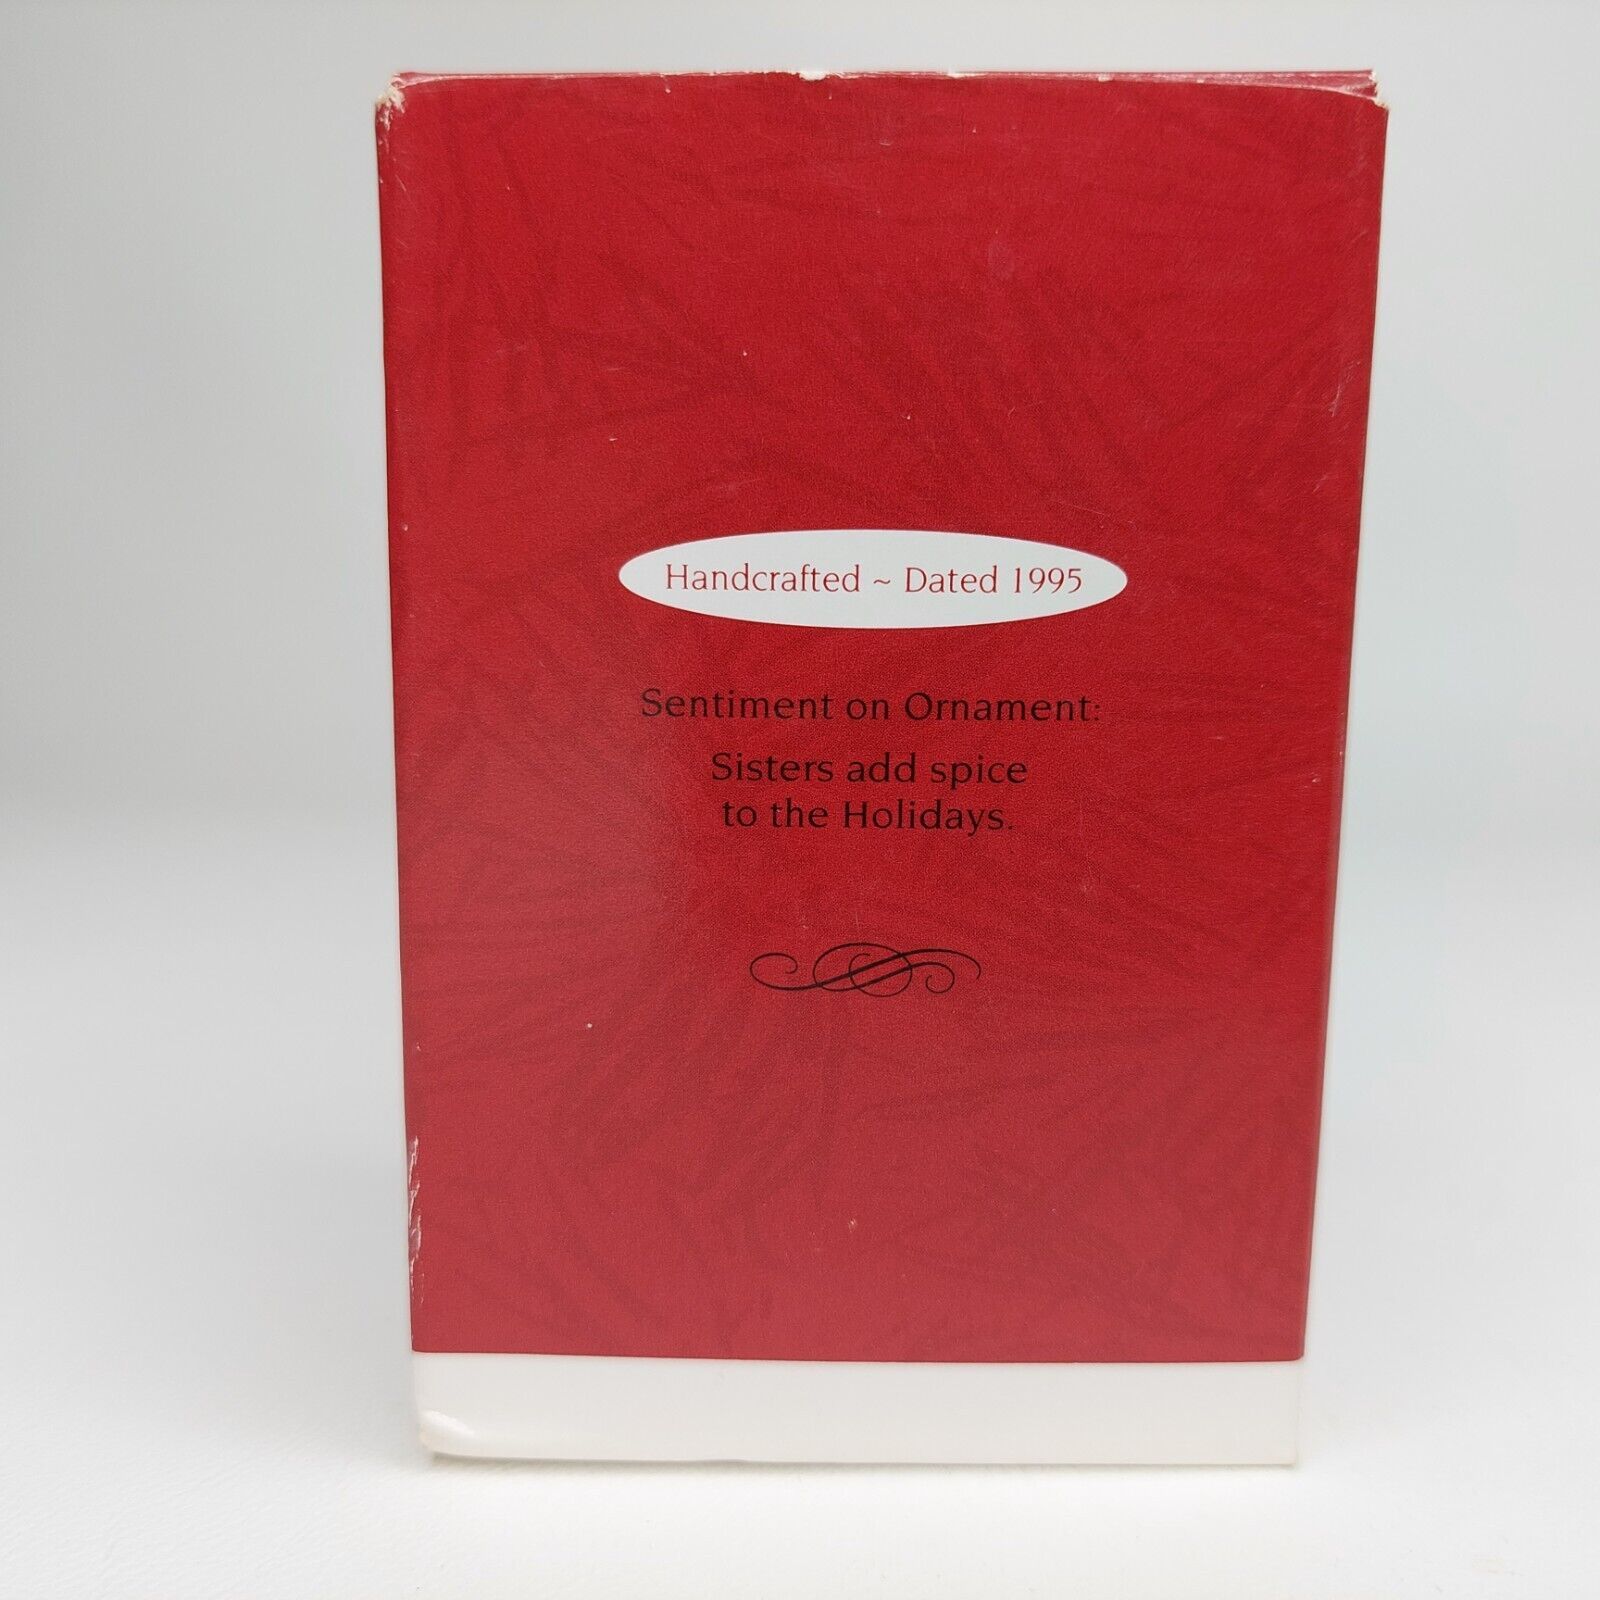 Handcrafted ~ Dated 1995
Sentiment on Ornament:
Sisters add spice
to the Holidays.